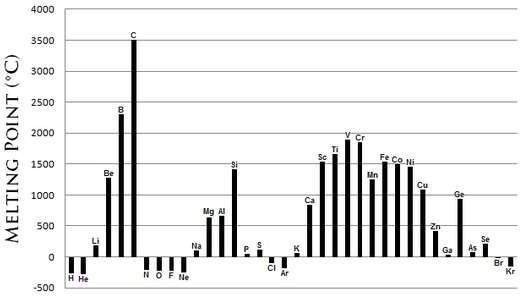 MELTING POINT (°C)
4000
3500
3000
2500
2000
1500
1000
500
0
-500
H
He
Li
Be
B
C
N
O
F
Ne
Na
Mg
Al
Si
P
S
Cl
Ar
K
Ca
Sc
Ti
V
Cr
Mn
Fe
Co
Ni
Cu
Zn
Ga
Ge
As
Se
Br
Kr